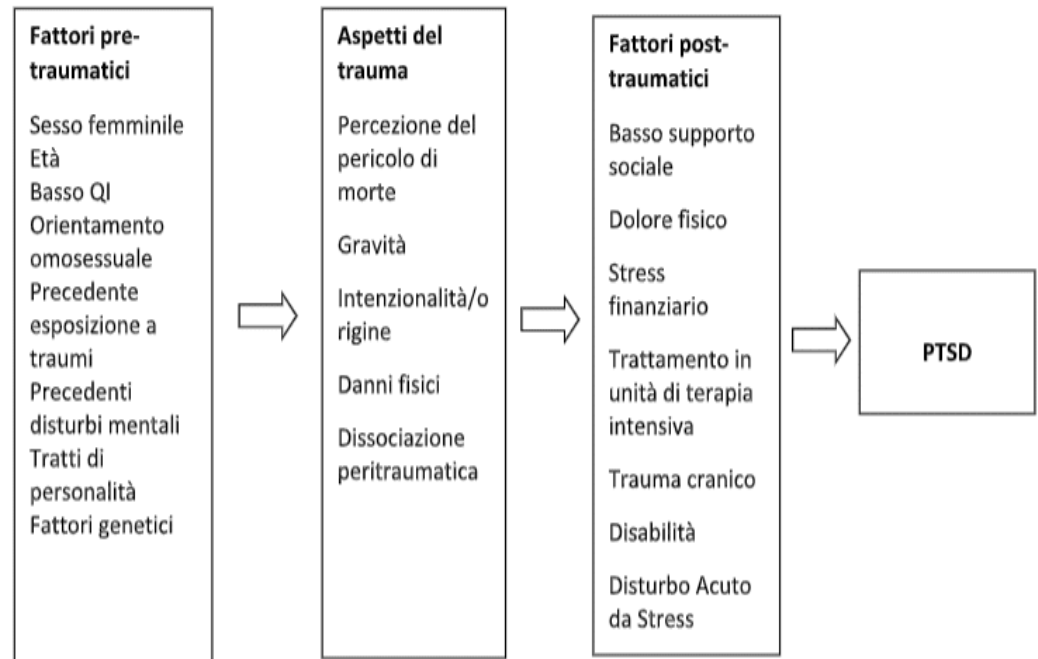 Fattori pre-
traumatici
Sesso femminile
Età
Basso QI
Orientamento
omosessuale
Precedente
esposizione a
traumi
Precedenti
disturbi mentali
Tratti di
personalità
Fattori genetici
Aspetti del
trauma
Percezione del
pericolo di
morte
Gravità
Intenzionalità/o
rigine
Danni fisici
Dissociazione
peritraumatica
Fattori post-
traumatici
Basso supporto
sociale
Dolore fisico
Stress
finanziario
Trattamento in
unità di terapia
intensiva
Trauma cranico
Disabilità
Disturbo Acuto
da Stress
PTSD